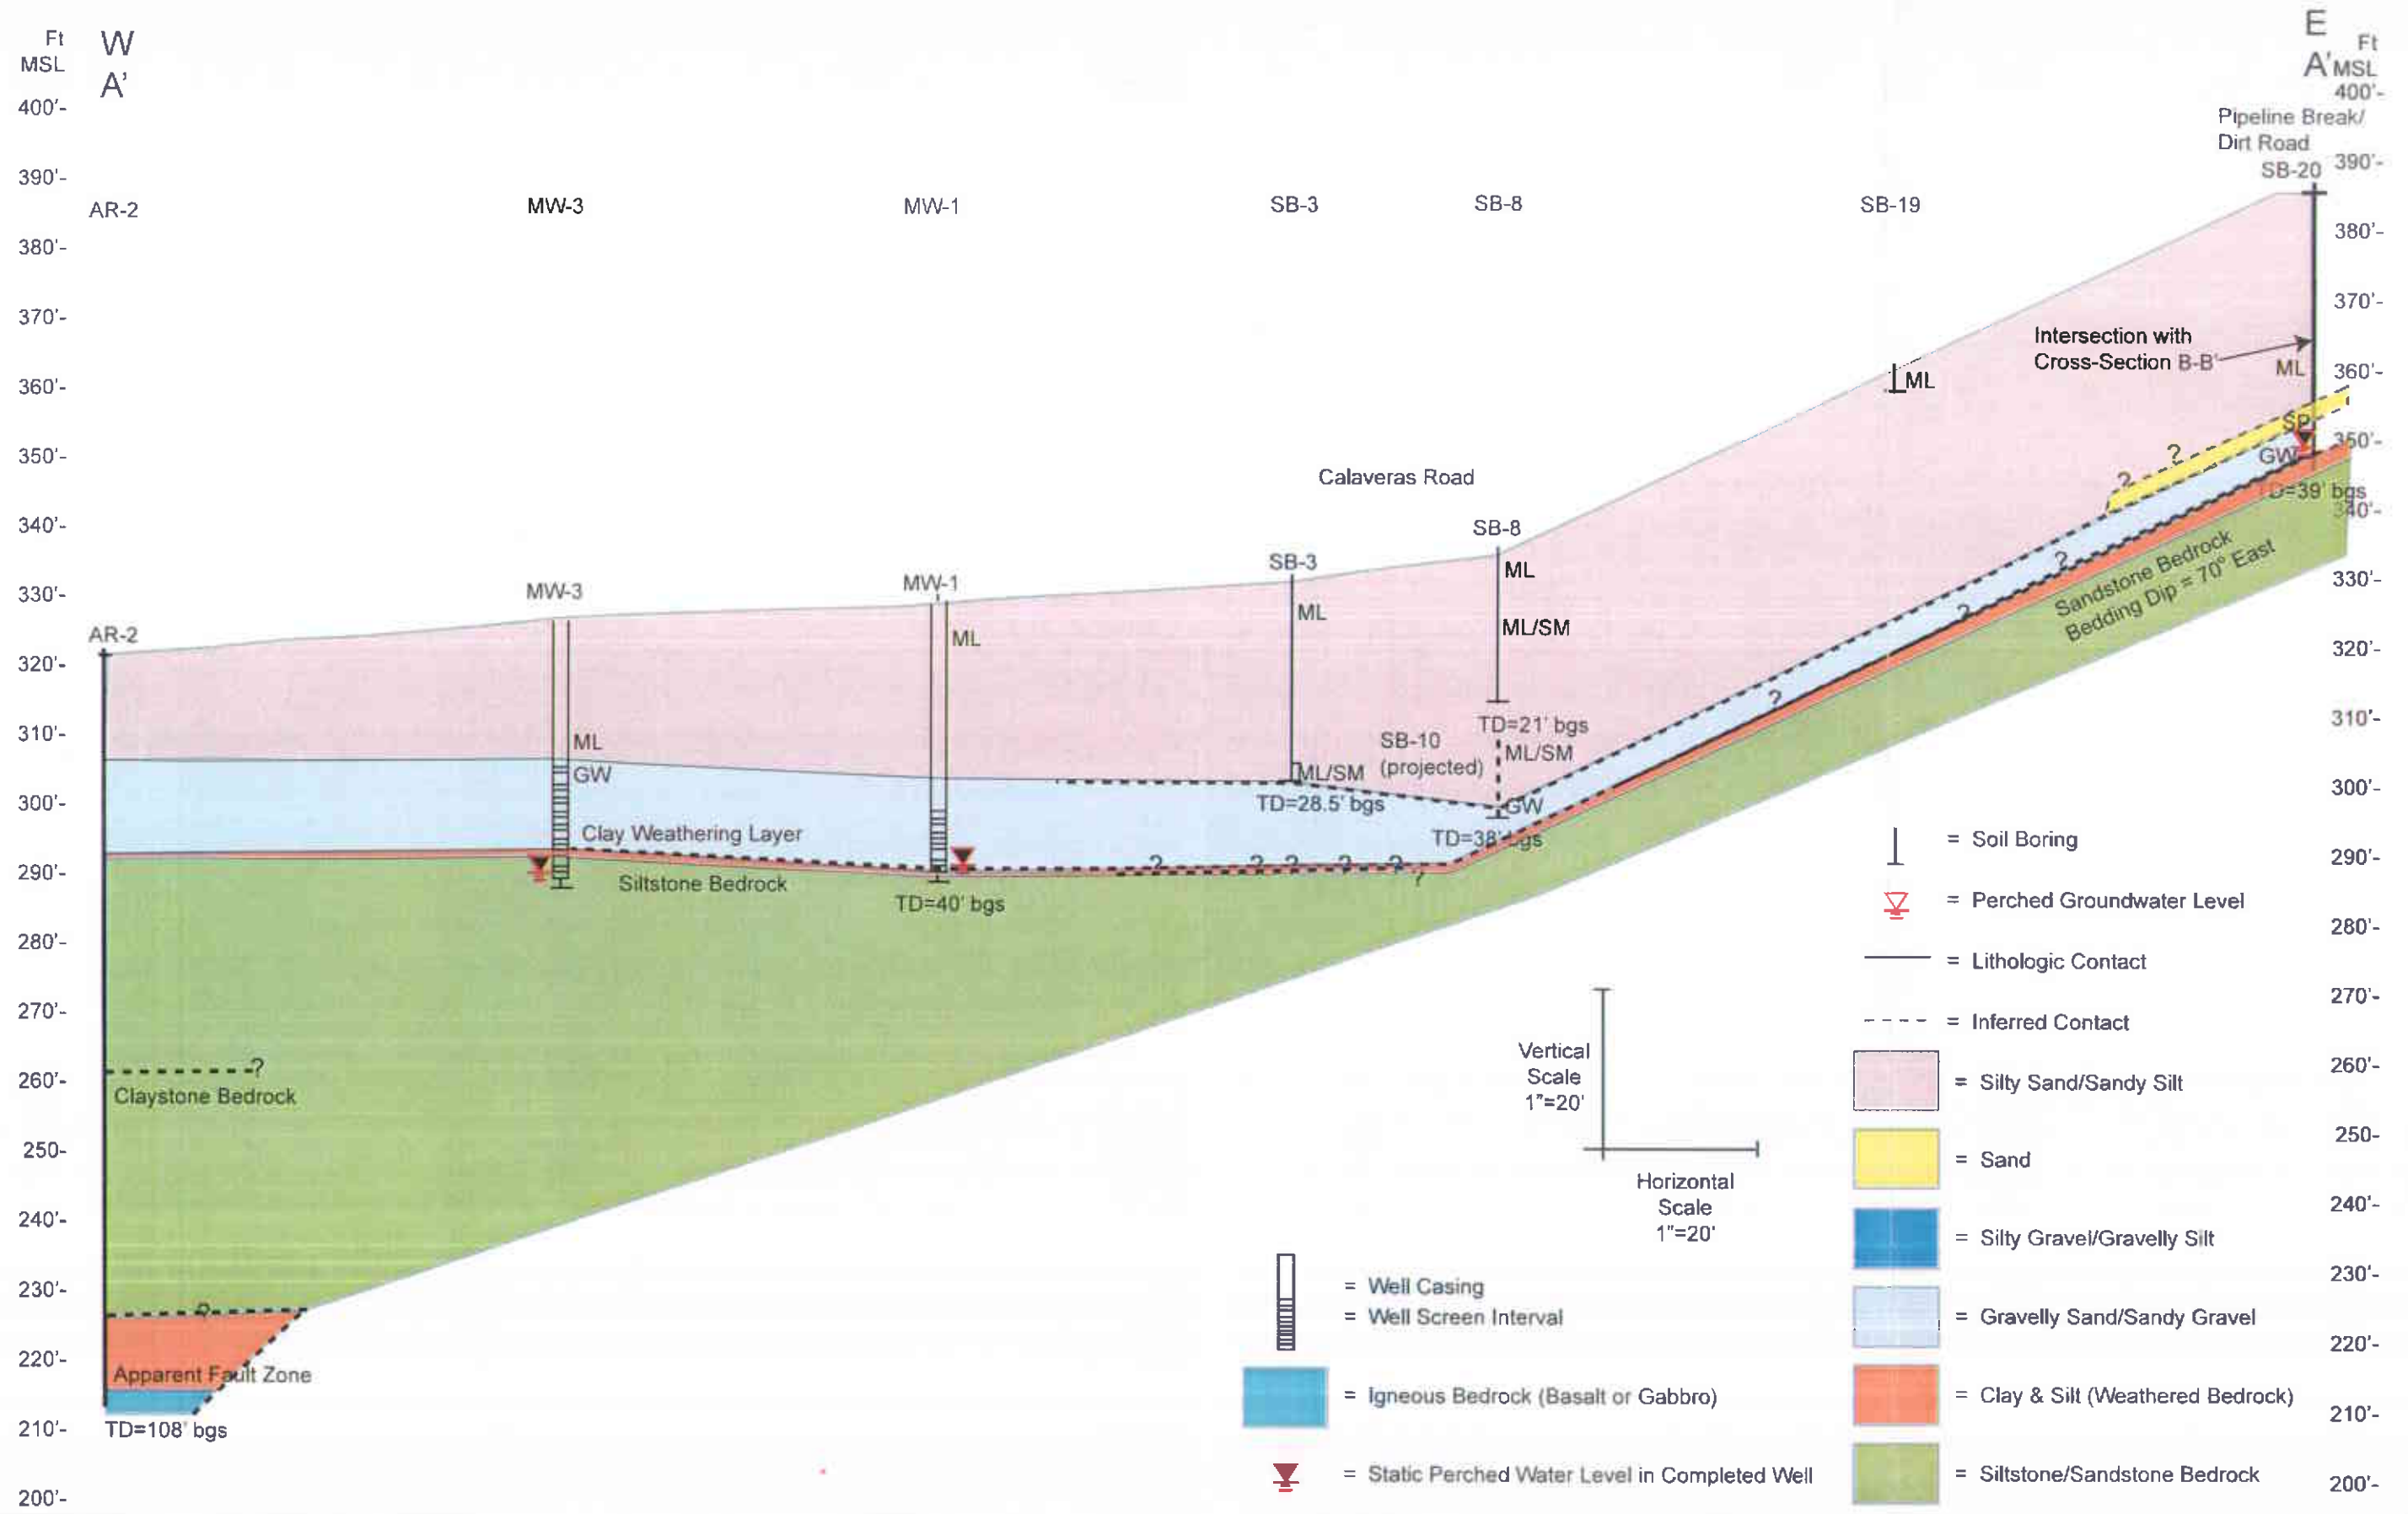 Ft
MSL
W
A'
E
A'
Ft
MSL
400'-
390'-
380'-
370'-
360'-
350'-
340'-
330'-
320'-
310'-
300'-
290'-
280'-
270'-
260'-
250-
240'-
230'-
220'-
210'-
200'-
400'-
390'-
380'-
370'-
360'-
350'-
340'-
330'-
320'-
310'-
300'-
290'-
280'-
270'-
260'-
250-
240'-
230'-
220'-
210'-
200'-
Pipeline Break/
Dirt Road
SB-20
AR-2
MW-3
MW-1
SB-3
SB-8
SB-19
Intersection with
Cross-Section B-B'
ML
ML
SP
GW
TD=39' bgs
Calaveras Road
SB-8
SB-3
MW-1
MW-3
AR-2
ML
ML/SM
ML
ML
TD=21' bgs
ML/SM
SB-10
(projected)
ML
GW
ML/SM
TD=28.5' bgs
GW
TD=38' bgs
Clay Weathering Layer
Siltstone Bedrock
TD=40' bgs
?
?
?
?
?
?
?
?
?
?
?
?
Sandstone Bedrock
Bedding Dip = 70° East
?
Claystone Bedrock
?
Apparent Fault Zone
TD=108' bgs
Vertical
Scale
1"=20'
Horizontal
Scale
1"=20'
= Soil Boring
= Perched Groundwater Level
= Lithologic Contact
= Inferred Contact
= Silty Sand/Sandy Silt
= Sand
= Silty Gravel/Gravelly Silt
= Gravelly Sand/Sandy Gravel
= Clay & Silt (Weathered Bedrock)
= Siltstone/Sandstone Bedrock
= Well Casing
= Well Screen Interval
= Igneous Bedrock (Basalt or Gabbro)
= Static Perched Water Level in Completed Well